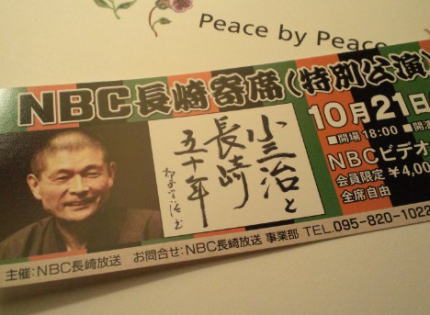 Peace by Peace
NBC長崎寄席(特別公演)
10月21日
■開場18:00 ■開演
NBCビデオ
会員限定 ¥4,00
全席自由
小三治と
長崎
五十年
主催:NBC長崎放送 お問合せ:NBC長崎放送 事業部 TEL.095-820-1022